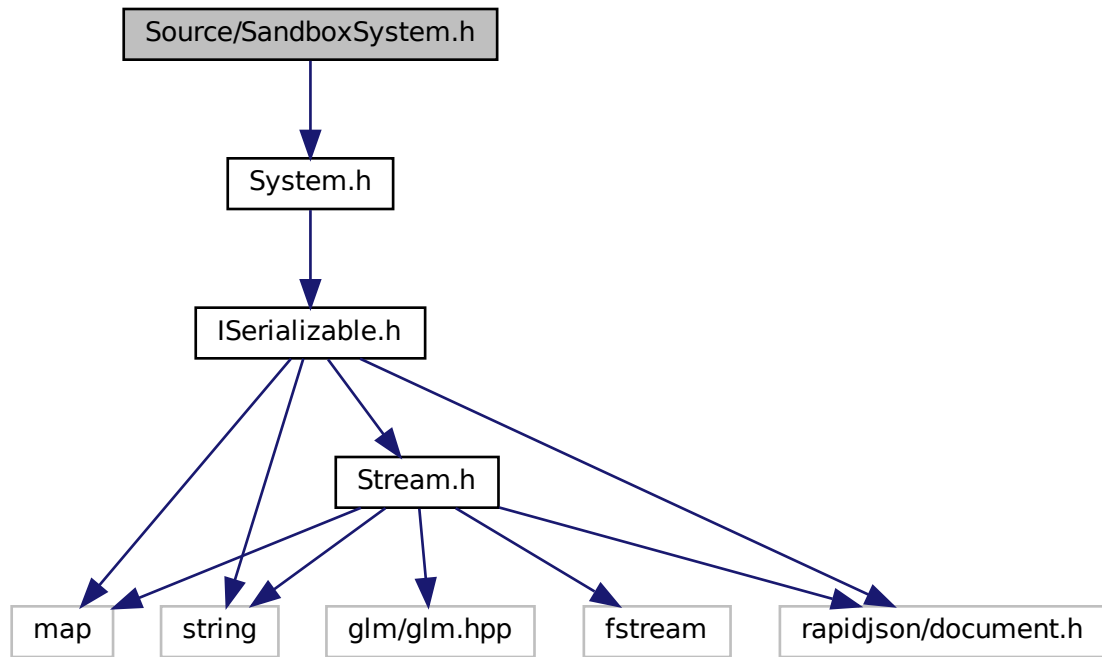 Source/SandboxSystem.h
System.h
ISerializable.h
Stream.h
map
string
glm/glm.hpp
fstream
rapidjson/document.h